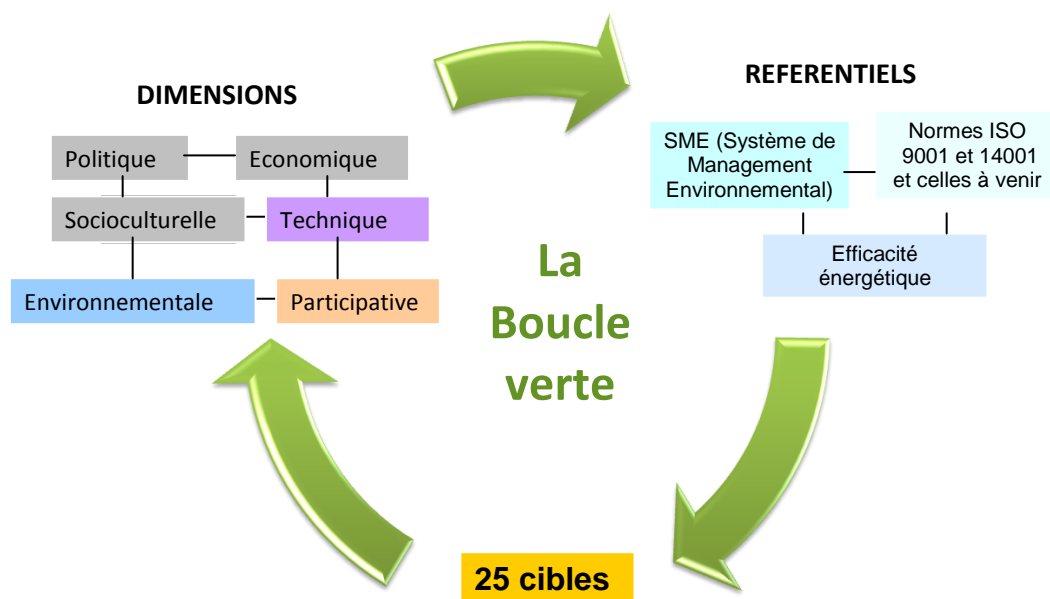 DIMENSIONS
Politique
Economique
Socioculturelle
Technique
Environnementale
Participative
REFERENTIELS
SME (Système de
Management
Environnemental)
Normes ISO
9001 et 14001
et celles à venir
Efficacité
énergétique
La
Boucle
verte
25 cibles